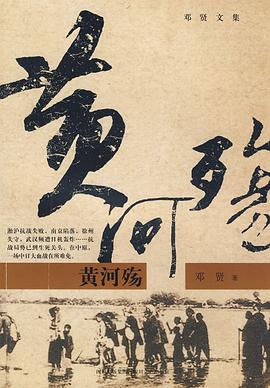 邓贤文集
黄河殇
淞沪抗战失败，南京陷落，徐州
失守，武汉频遭日机轰炸……抗
战局势已到生死关头。在中原，
一场中日大血战在所难免。
黄河殇
邓贤 著